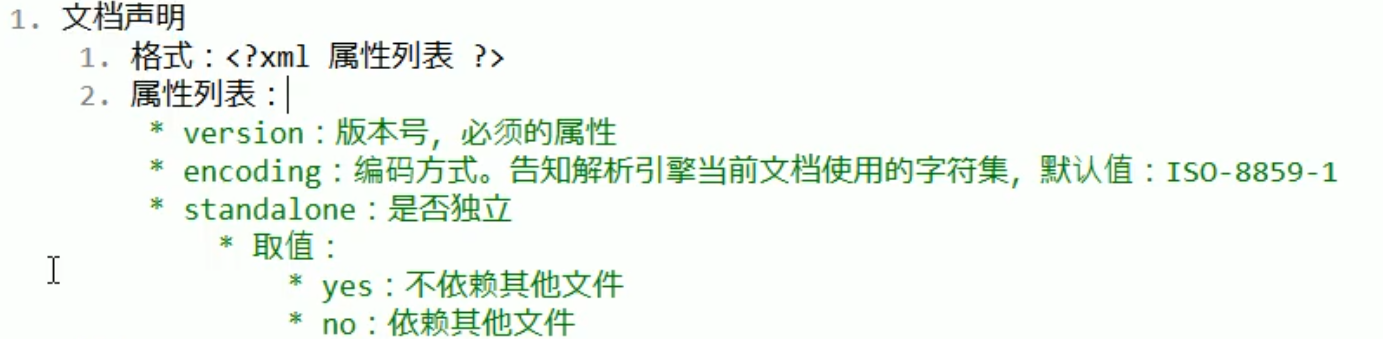 1. 文档声明
1. 格式：<?xml 属性列表 ?>
2. 属性列表：
* version：版本号，必须的属性
* encoding：编码方式。告知解析引擎当前文档使用的字符集，默认值：ISO-8859-1
* standalone：是否独立
* 取值：
* yes：不依赖其他文件
* no：依赖其他文件